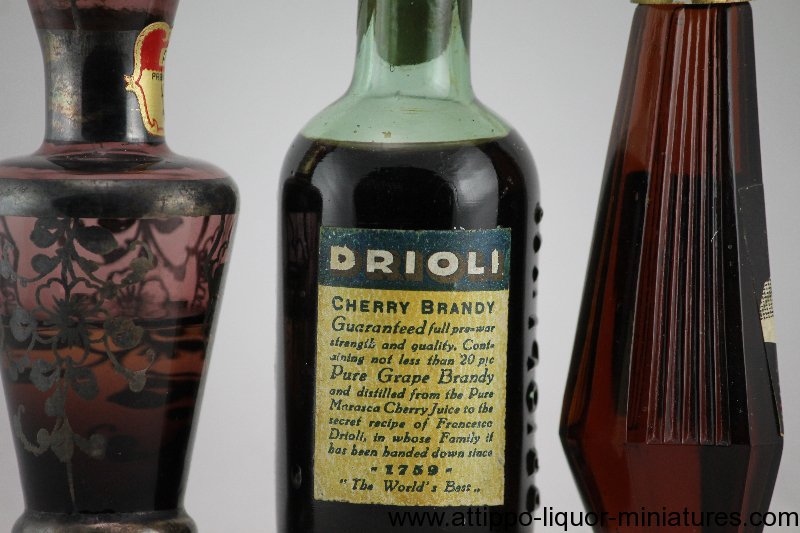 DRIOLI
CHERRY BRANDY
Guaranteed full pre-war
strength and quality. Cont-
aining not less than 20 p/c
Pure Grape Brandy
and distilled from the Pure
Marasca Cherry Juice to the
secret recipe of Francesco
Drioli, in whose Family it
has been handed down since
- 1759 -
"The World's Best„
www.attippo-liquor-miniatures.com